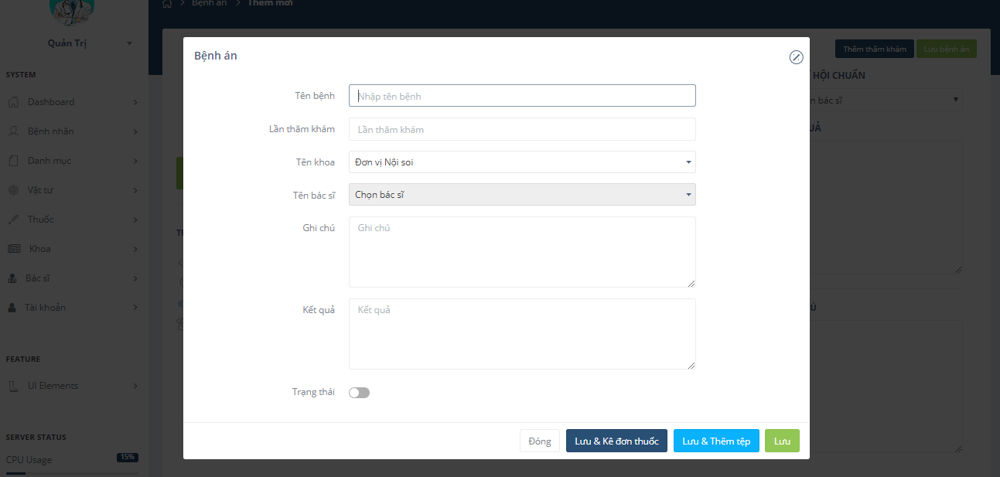 Bệnh án
Thêm mới
Quản Trị
SYSTEM
Dashboard
Bệnh nhân
Danh mục
Vật tư
Thuốc
Khoa
Bác sĩ
Tài khoản
FEATURE
UI Elements
SERVER STATUS
CPU Usage
15%
Thêm thăm khám
Lưu bệnh án
HỘI CHUẨN
bác sĩ
Bệnh án
Tên bệnh
Nhập tên bệnh
Lần thăm khám
Lần thăm khám
Tên khoa
Đơn vị Nội soi
Tên bác sĩ
Chọn bác sĩ
Ghi chú
Ghi chú
Kết quả
Kết quả
Trạng thái
Đóng
Lưu & Kê đơn thuốc
Lưu & Thêm tệp
Lưu